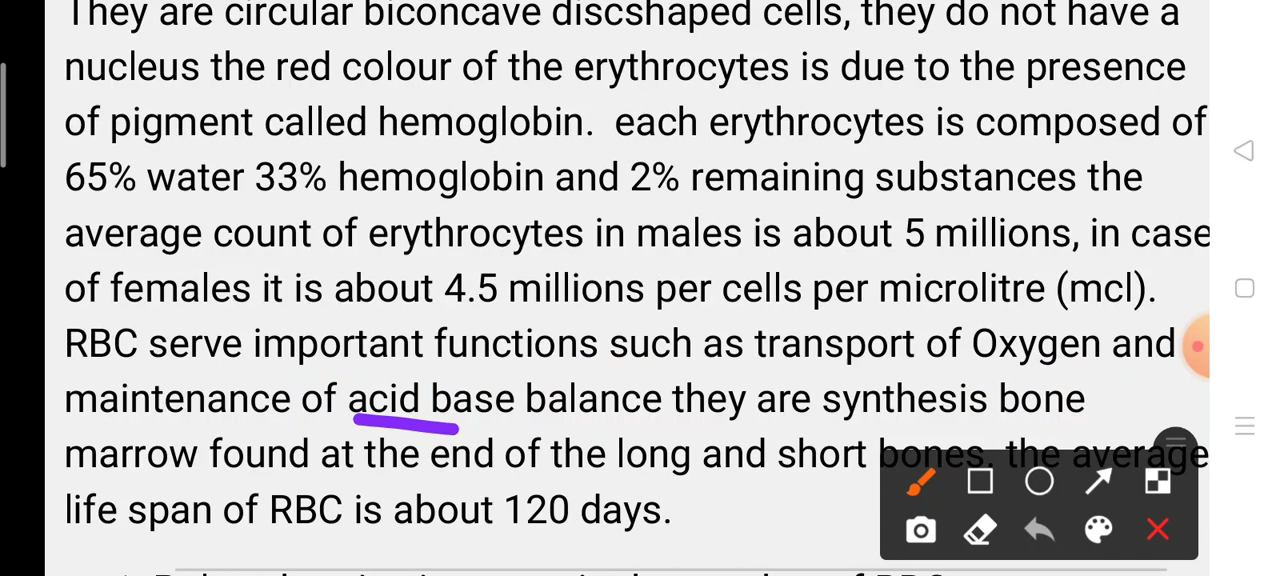 They are circular biconcave discshaped cells, they do not have a
nucleus the red colour of the erythrocytes is due to the presence
of pigment called hemoglobin.  each erythrocytes is composed of
65% water 33% hemoglobin and 2% remaining substances the
average count of erythrocytes in males is about 5 millions, in case
of females it is about 4.5 millions per cells per microlitre (mcl).
RBC serve important functions such as transport of Oxygen and
maintenance of acid base balance they are synthesis bone
marrow found at the end of the long and short bones. the average
life span of RBC is about 120 days.